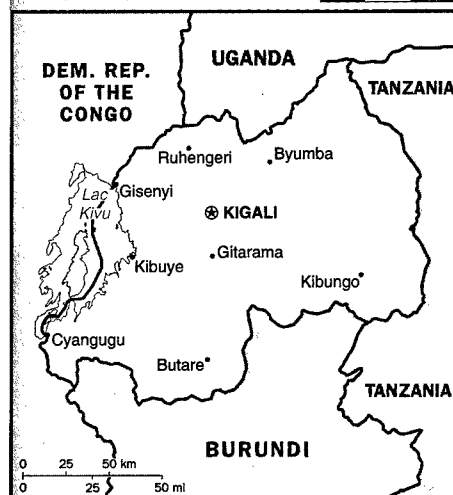 UGANDA
DEM. REP.
OF THE
CONGO
TANZANIA
Ruhengeri
Byumba
Gisenyi
Lac
Kivu
KIGALI
Gitarama
Kibuye
Kibungo
Cyangugu
Butare
TANZANIA
BURUNDI
0 25 50 km
0 25 50 mi